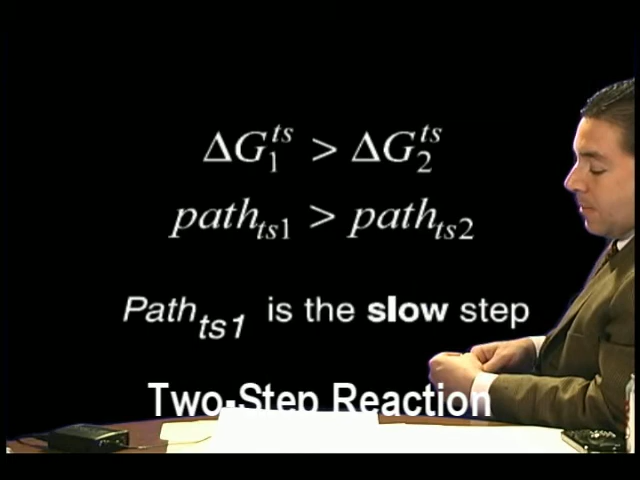 ΔG₁ᵗˢ > ΔG₂ᵗˢ
pathₜₛ₁ > pathₜₛ₂
Pathₜₛ₁ is the slow step
Two-Step Reaction